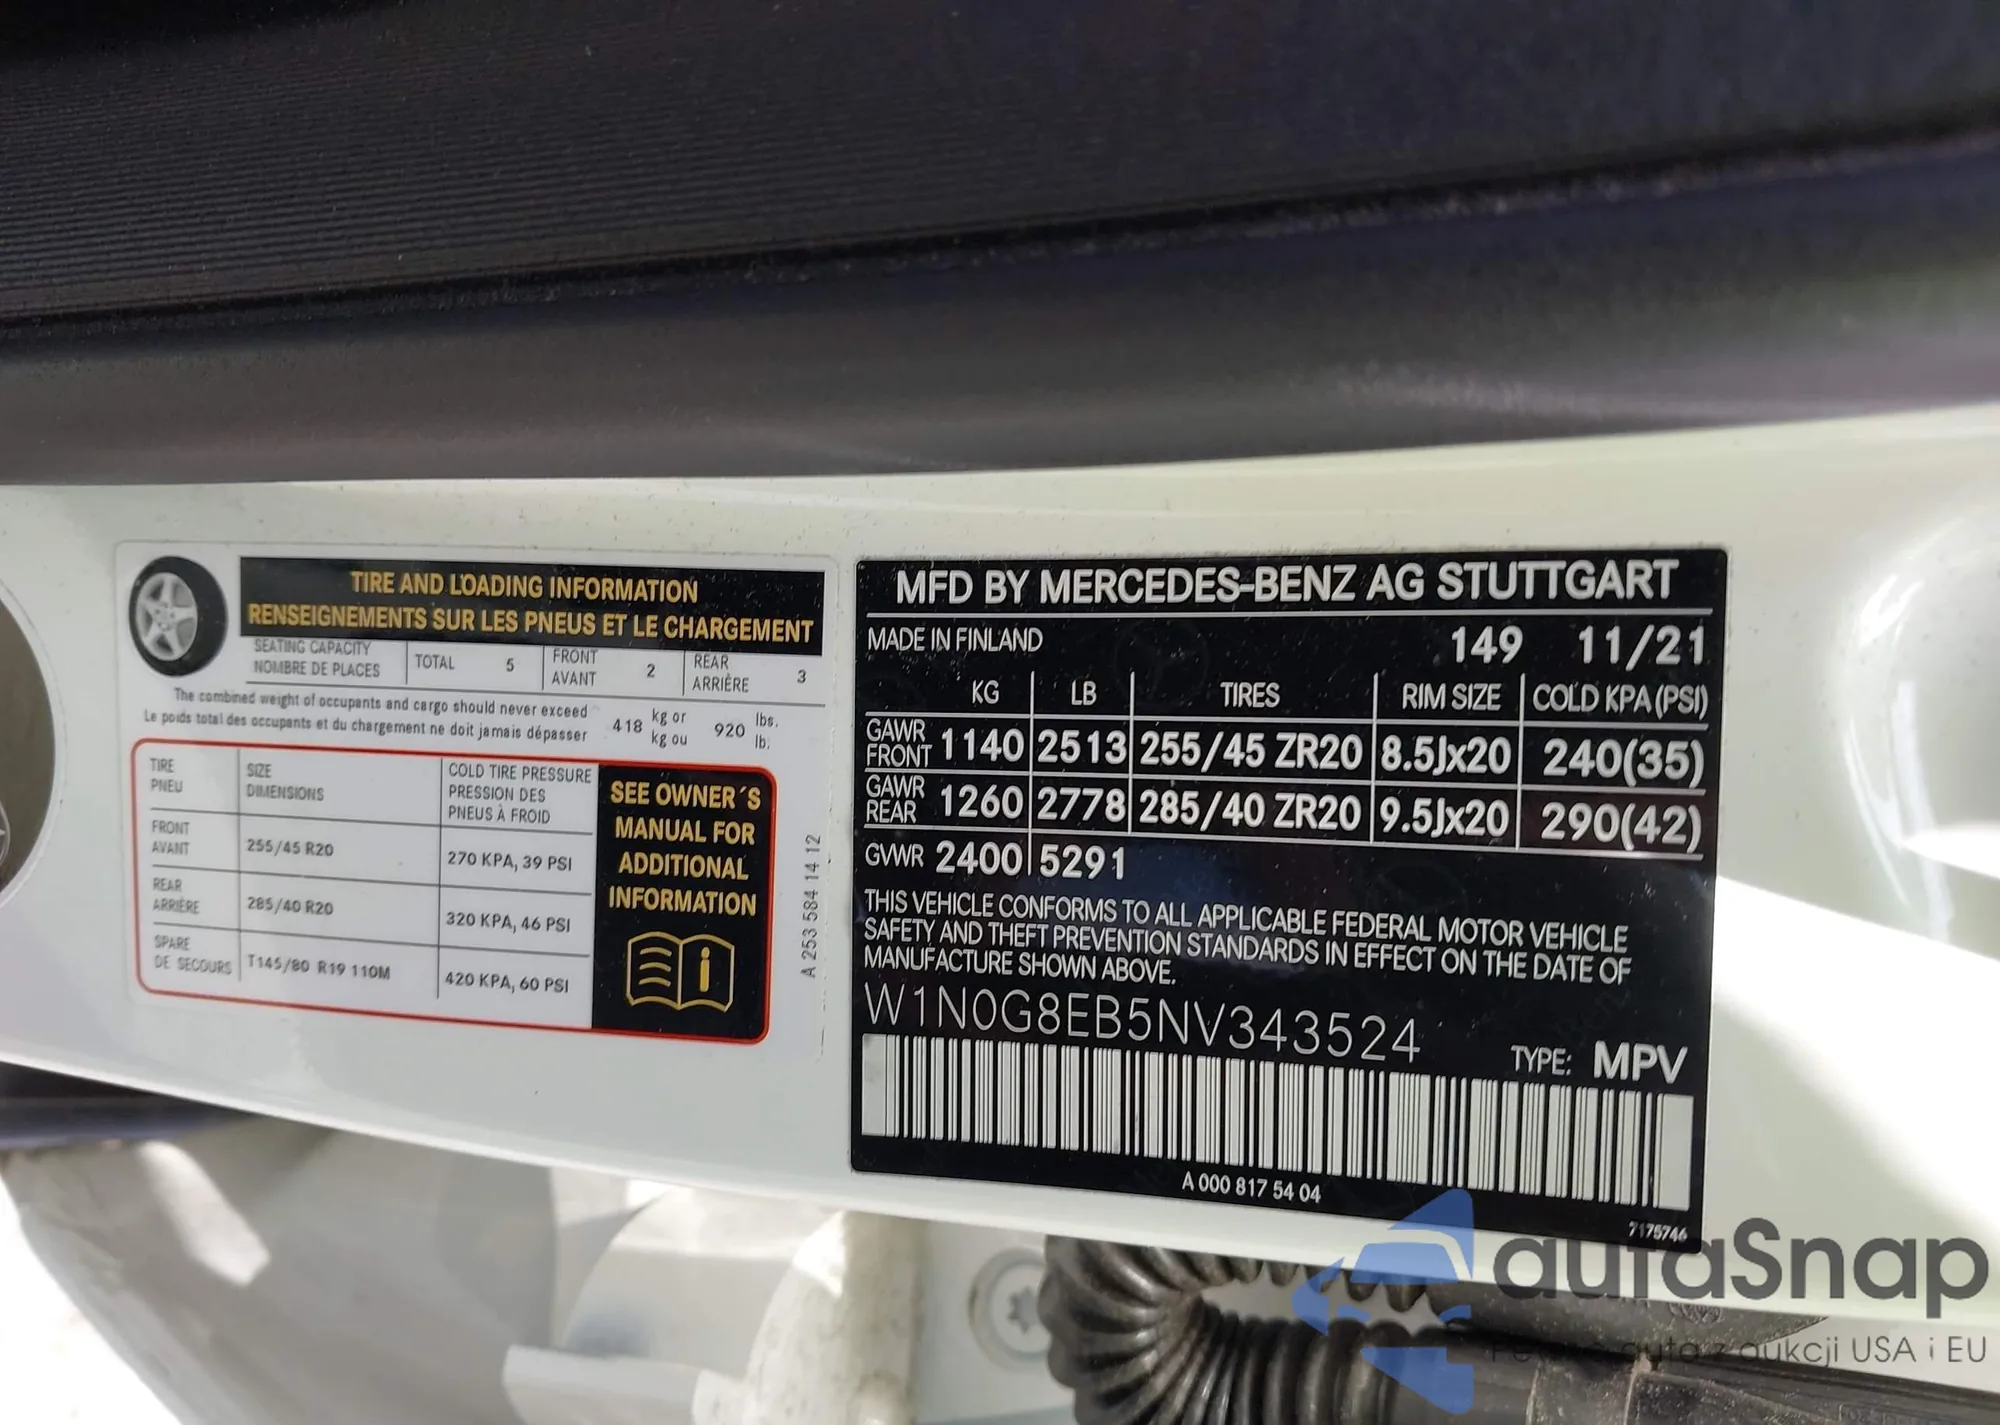 TIRE AND LOADING INFORMATION
RENSEIGNEMENTS SUR LES PNEUS ET LE CHARGEMENT
SEATING CAPACITY
NOMBRE DE PLACES
TOTAL 5
FRONT
AVANT
2
REAR
ARRIÈRE
3
The combined weight of occupants and cargo should never exceed
Le poids total des occupants et du chargement ne doit jamais dépasser
418
kg or
kg ou
920
lbs.
lb.
TIRE
PNEU
SIZE
DIMENSIONS
COLD TIRE PRESSURE
PRESSION DES
PNEUS À FROID
FRONT
AVANT
255/45 R20
270 KPA, 39 PSI
REAR
ARRIÈRE
285/40 R20
320 KPA, 46 PSI
SPARE
DE SECOURS
T145/80 R19 110M
420 KPA, 60 PSI
SEE OWNER´S
MANUAL FOR
ADDITIONAL
INFORMATION
A 253 584 14 12
MFD BY MERCEDES-BENZ AG STUTTGART
MADE IN FINLAND 149 11/21
KG LB TIRES RIM SIZE COLD KPA(PSI)
GAWR
FRONT
1140 2513 255/45 ZR20 8.5Jx20 240(35)
GAWR
REAR
1260 2778 285/40 ZR20 9.5Jx20 290(42)
GVWR 2400 5291
THIS VEHICLE CONFORMS TO ALL APPLICABLE FEDERAL MOTOR VEHICLE
SAFETY AND THEFT PREVENTION STANDARDS IN EFFECT ON THE DATE OF
MANUFACTURE SHOWN ABOVE.
W1N0G8EB5NV343524
TYPE: MPV
A 000 817 54 04
7175746
autaSnap
auta z aukcji USA i EU